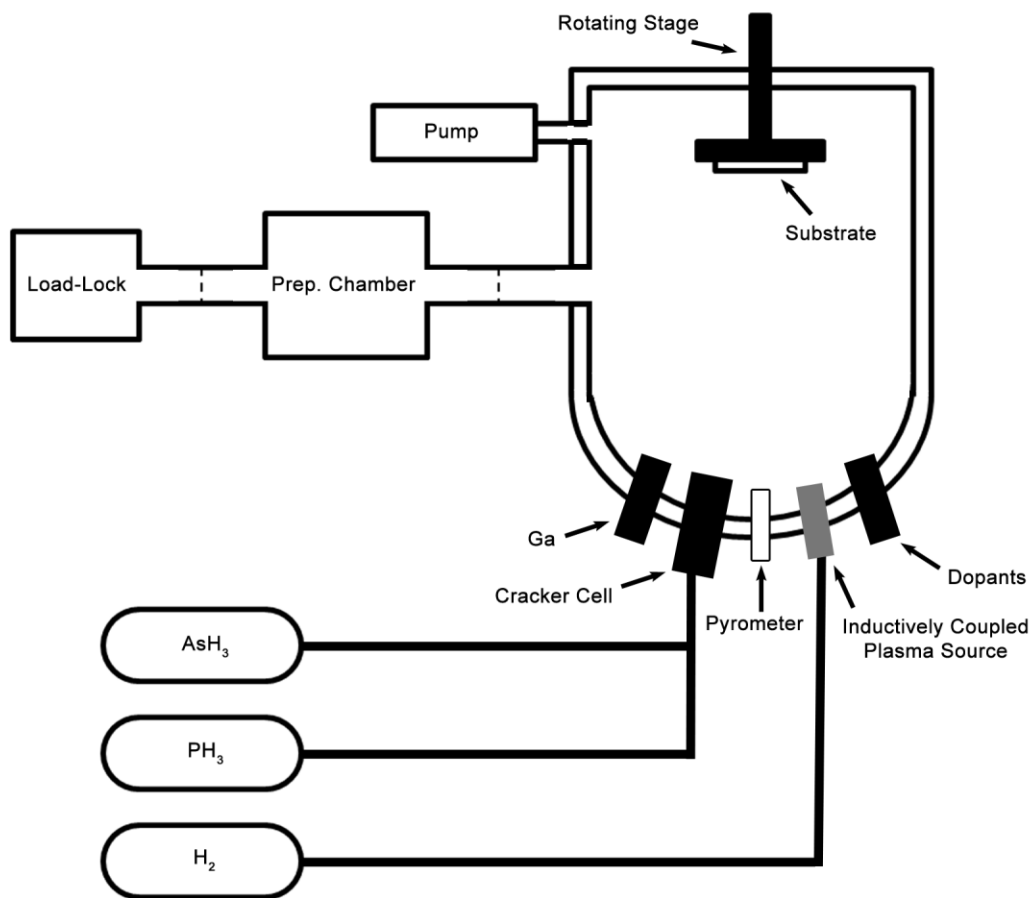 Rotating Stage
Pump
Substrate
Load-Lock
Prep. Chamber
Ga
Cracker Cell
Pyrometer
Dopants
Inductively Coupled
Plasma Source
AsH₃
PH₃
H₂